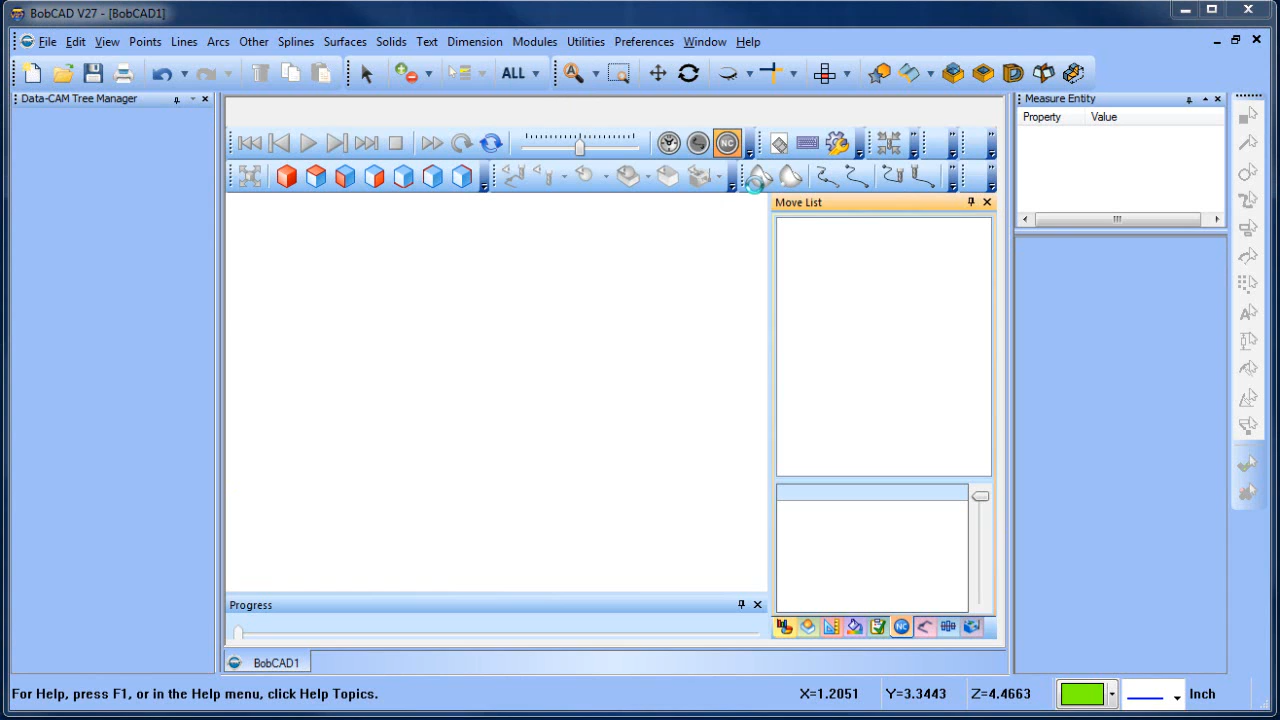 BobCAD V27 - [BobCAD1]
File Edit View Points Lines Arcs Other Splines Surfaces Solids Text Dimension Modules Utilities Preferences Window Help
ALL
Data-CAM Tree Manager
Measure Entity
Property Value
NC
Move List
NC
Progress
BobCAD1
For Help, press F1, or in the Help menu, click Help Topics.
X=1.2051 Y=3.3443 Z=4.4663 Inch